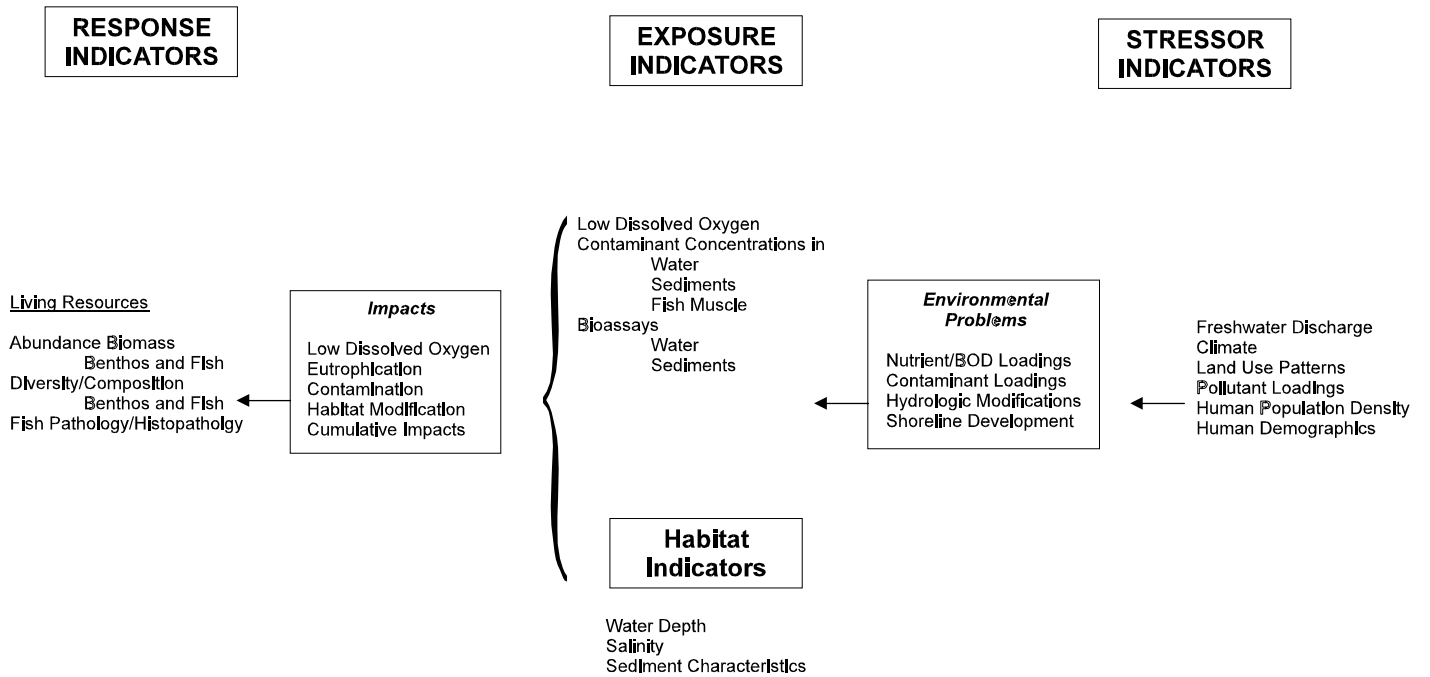 RESPONSE
INDICATORS
EXPOSURE
INDICATORS
STRESSOR
INDICATORS
Living Resources
Abundance Biomass
Benthos and Fish
Diversity/Composition
Benthos and Fish
Fish Pathology/Histopatholgy
Impacts
Low Dissolved Oxygen
Eutrophication
Contamination
Habitat Modification
Cumulative Impacts
Low Dissolved Oxygen
Contaminant Concentrations in
Water
Sediments
Fish Muscle
Bioassays
Water
Sediments
Habitat
Indicators
Water Depth
Salinity
Sediment Characteristics
Environmental
Problems
Nutrient/BOD Loadings
Contaminant Loadings
Hydrologic Modifications
Shoreline Development
Freshwater Discharge
Climate
Land Use Patterns
Pollutant Loadings
Human Population Density
Human Demographics